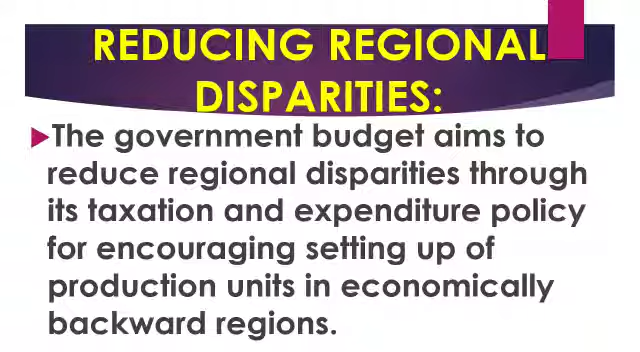 REDUCING REGIONAL
DISPARITIES:
The government budget aims to
reduce regional disparities through
its taxation and expenditure policy
for encouraging setting up of
production units in economically
backward regions.